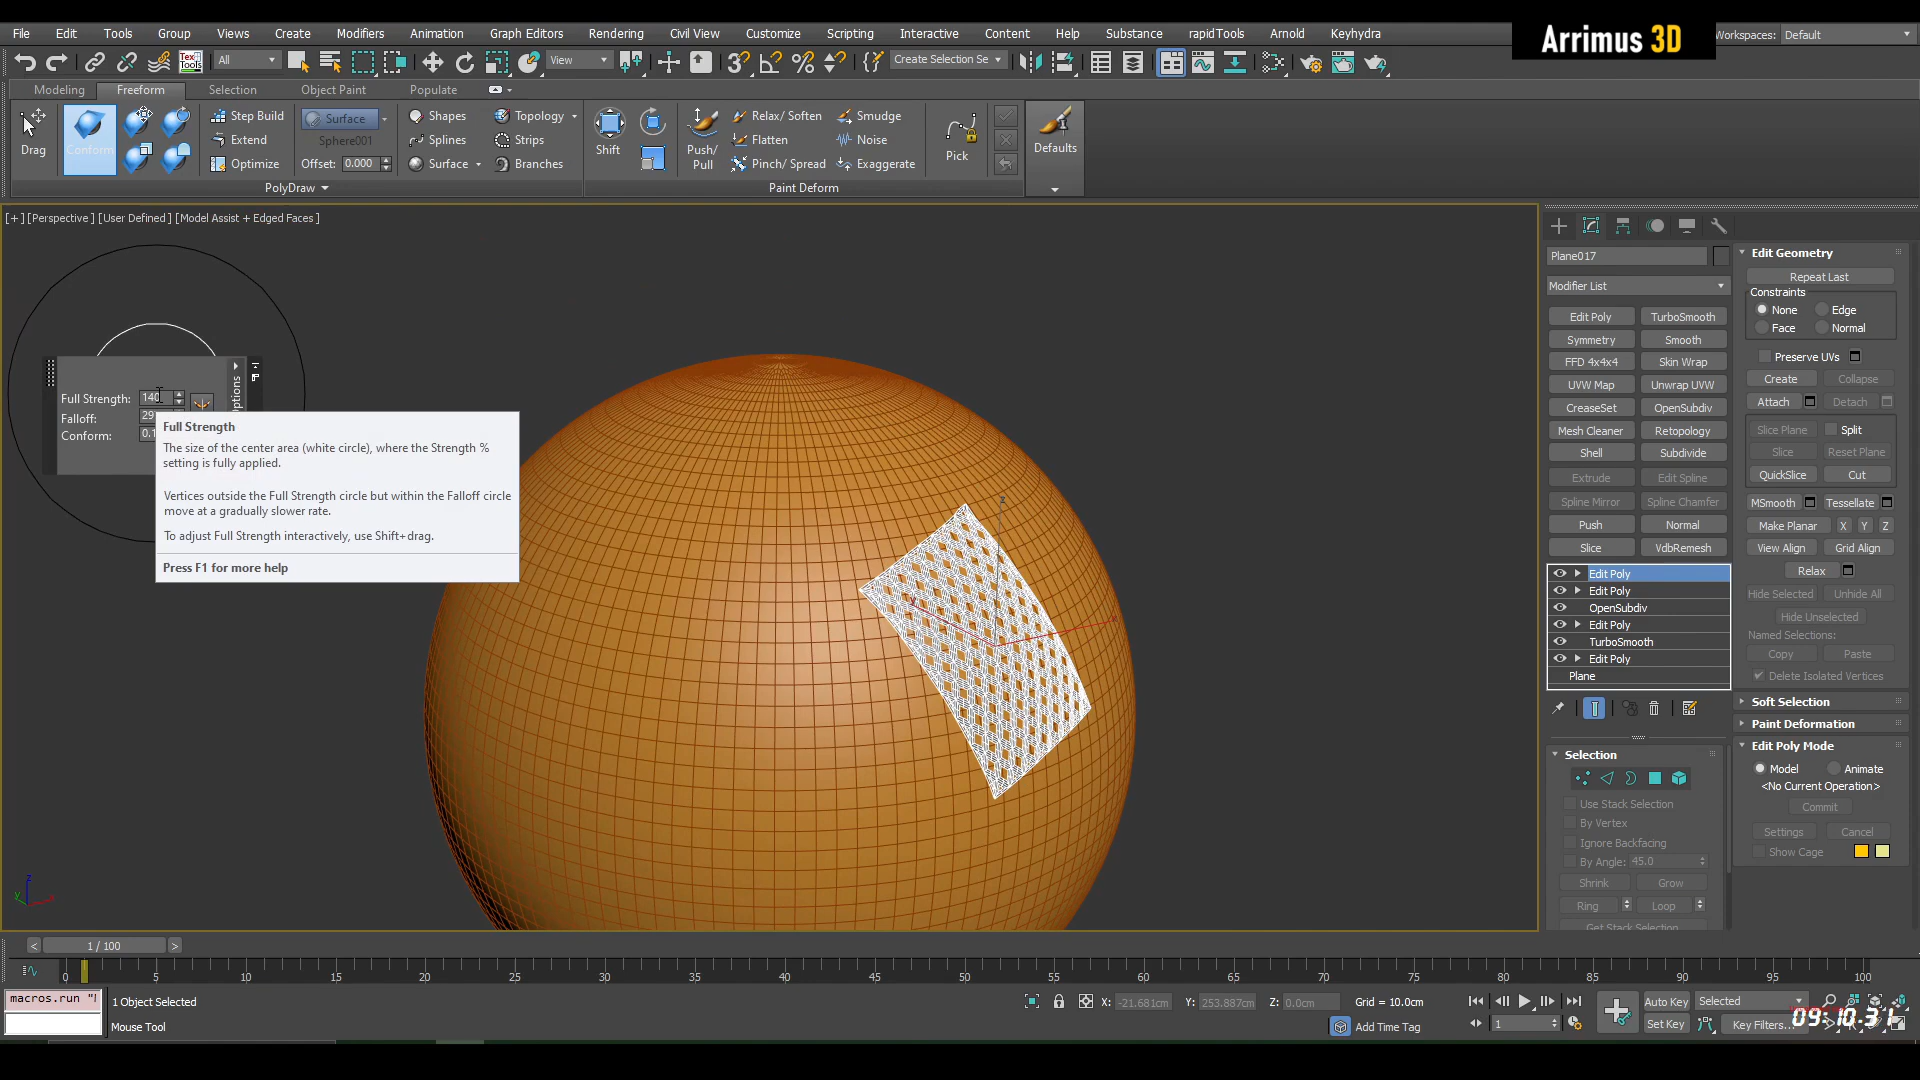 File Edit Tools Group Views Create Modifiers Animation Graph Editors Rendering Civil View Customize Scripting Interactive Content Help Substance rapidTools Arnold Keyhydra
Arrimus 3D
Workspaces: Default
Text Tools All View Create Selection Se
Modeling Freeform Selection Object Paint Populate
Drag Conform Step Build Extend Optimize
Surface
Sphere001
Offset: 0.000
Shapes Topology
Splines Strips
Surface Branches
Shift Push/ Pull
Relax/ Soften Smudge
Flatten Noise
Pinch/ Spread Exaggerate
Pick Defaults
PolyDraw Paint Deform
[+] [Perspective ] [User Defined ] [Model Assist + Edged Faces ]
Full Strength: 140
Falloff: 29
Conform: 0.1
Options
Full Strength
The size of the center area (white circle), where the Strength %
setting is fully applied.
Vertices outside the Full Strength circle but within the Falloff circle
move at a gradually slower rate.
To adjust Full Strength interactively, use Shift+drag.
Press F1 for more help
z
y
x
z
y
x
Plane017
Modifier List
Edit Poly TurboSmooth
Symmetry Smooth
FFD 4x4x4 Skin Wrap
UVW Map Unwrap UVW
CreaseSet OpenSubdiv
Mesh Cleaner Retopology
Shell Subdivide
Extrude Edit Spline
Spline Mirror Spline Chamfer
Push Normal
Slice VdbRemesh
Edit Poly
Edit Poly
OpenSubdiv
Edit Poly
TurboSmooth
Edit Poly
Plane
Selection
Use Stack Selection
By Vertex
Ignore Backfacing
By Angle: 45.0
Shrink Grow
Ring Loop
Get Stack Selection
Edit Geometry
Repeat Last
Constraints
None Edge
Face Normal
Preserve UVs
Create Collapse
Attach Detach
Slice Plane Split
Slice Reset Plane
QuickSlice Cut
MSmooth Tessellate
Make Planar X Y Z
View Align Grid Align
Relax
Hide Selected Unhide All
Hide Unselected
Named Selections:
Copy Paste
Delete Isolated Vertices
Soft Selection
Paint Deformation
Edit Poly Mode
Model Animate
<No Current Operation>
Commit
Settings Cancel
Show Cage
< 1 / 100 >
0 5 10 15 20 25 30 35 40 45 50 55 60 65 70 75 80 85 90 95 100
macros.run "
1 Object Selected
Mouse Tool
X: -21.681cm Y: 253.887cm Z: 0.0cm Grid = 10.0cm
Add Time Tag
1
Auto Key Selected
Set Key Key Filters...
09:10.31